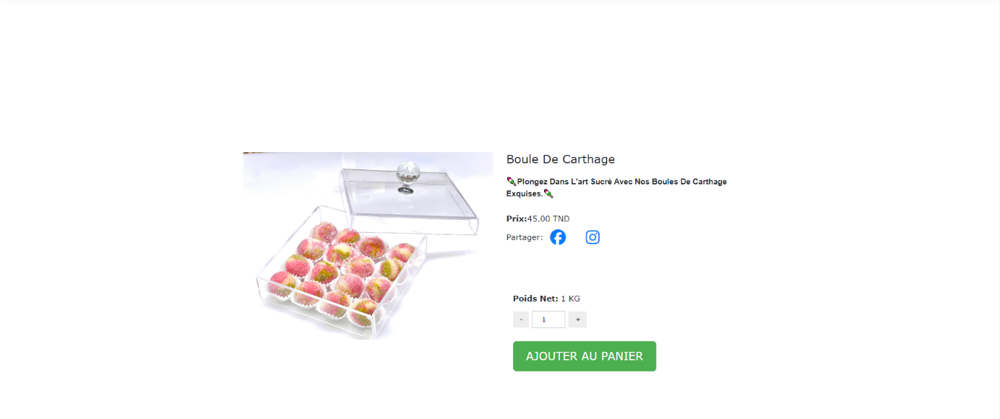 Boule De Carthage
🍡Plongez Dans L'art Sucré Avec Nos Boules De Carthage
Exquises.🍡
Prix:45.00 TND
Partager:
Poids Net: 1 KG
- 1 +
AJOUTER AU PANIER